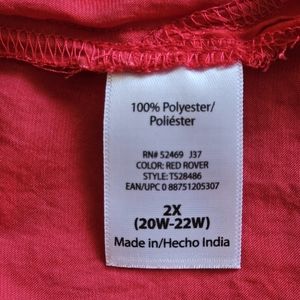 100% Polyester/
Poliéster
RN# 52469 J37
COLOR: RED ROVER
STYLE: TS28486
EAN/UPC 0 88751205307
2X
(20W-22W)
Made in/Hecho India